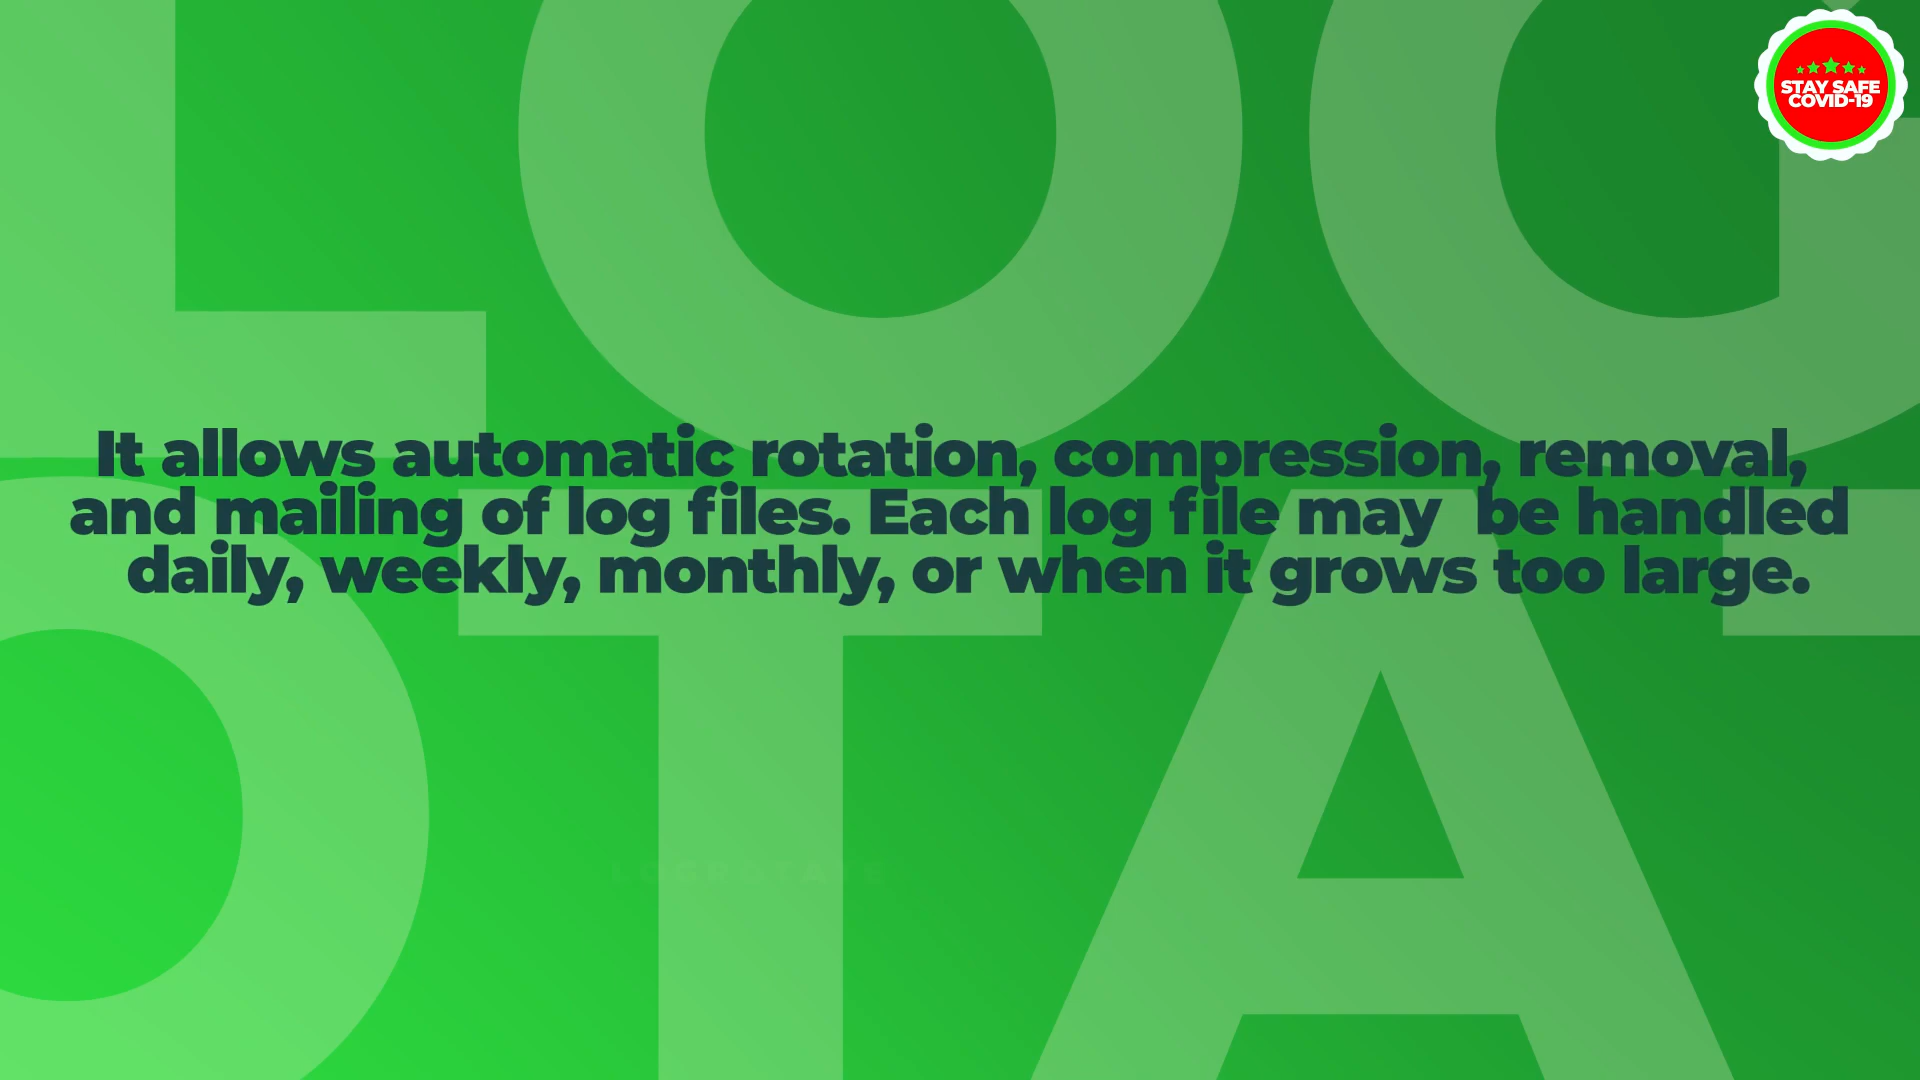 STAY SAFE
COVID-19
It allows automatic rotation, compression, removal,
and mailing of log files. Each log file may  be handled
daily, weekly, monthly, or when it grows too large.
LOGROTATE